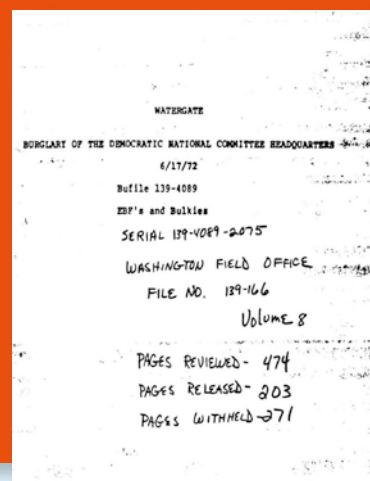 WATERGATE
BURGLARY OF THE DEMOCRATIC NATIONAL COMMITTEE HEADQUARTERS
6/17/72
Bufile 139-4089
EBF's and Bulkies
SERIAL 139-4089-2075
WASHINGTON FIELD OFFICE
FILE NO. 139-166
Volume 8
PAGES REVIEWED- 474
PAGES RELEASED- 203
PAGES WITHHELD-271